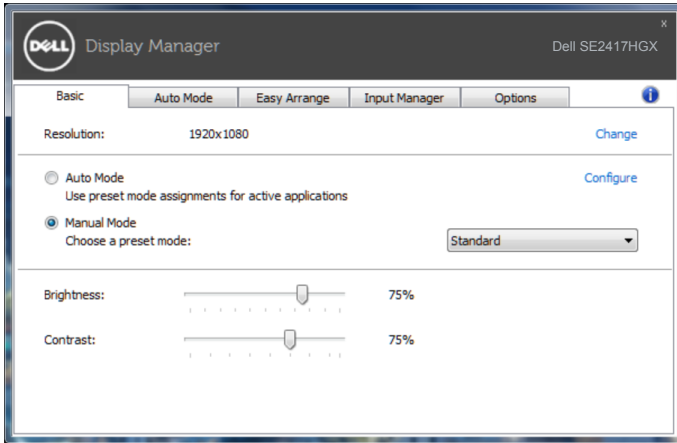 DELL Display Manager
x
Dell SE2417HGX
Basic Auto Mode Easy Arrange Input Manager Options i
Resolution: 1920x1080 Change
Auto Mode Configure
Use preset mode assignments for active applications
Manual Mode
Choose a preset mode: Standard
Brightness: 75%
Contrast: 75%